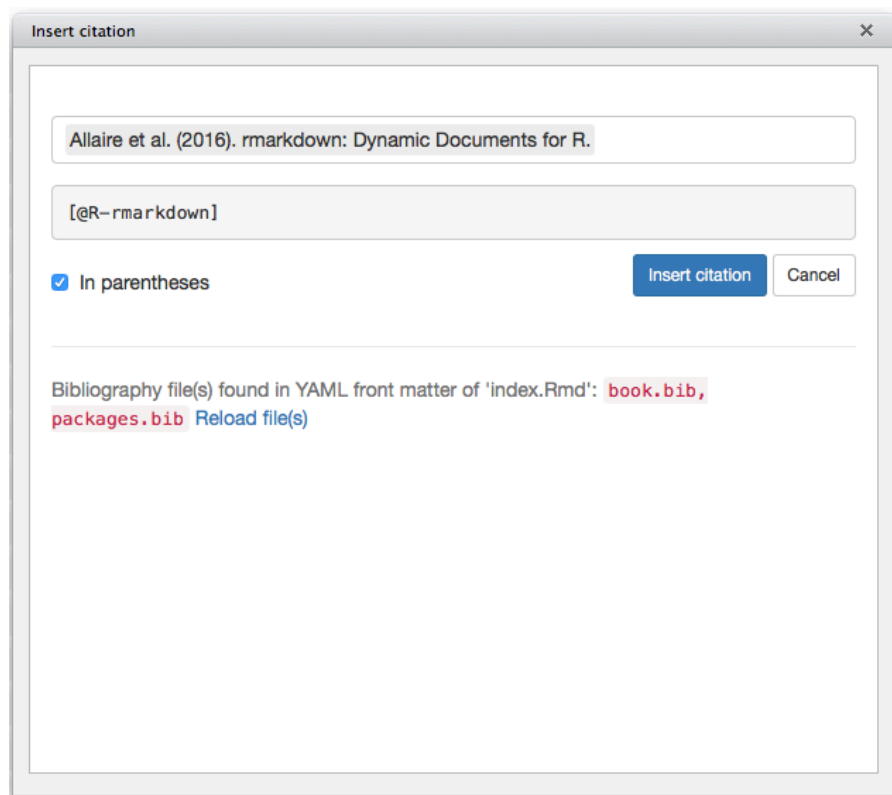 Insert citation
Allaire et al. (2016). rmarkdown: Dynamic Documents for R.
[@R-rmarkdown]
In parentheses
Insert citation
Cancel
Bibliography file(s) found in YAML front matter of 'index.Rmd': book.bib,
packages.bib Reload file(s)